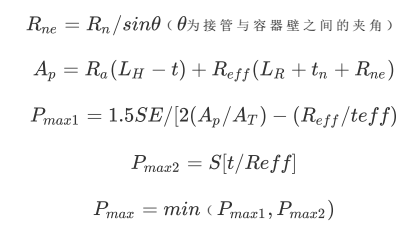 R_{ne} = R_n/sinθ（θ为接管与容器壁之间的夹角）
A_p = R_a(L_H − t) + R_{eff}(L_R + t_n + R_{ne})
P_{max1} = 1.5SE/[2(A_p/A_T) − (R_{eff}/teff)
P_{max2} = S[t/Reff]
P_{max} = min（P_{max1}, P_{max2})